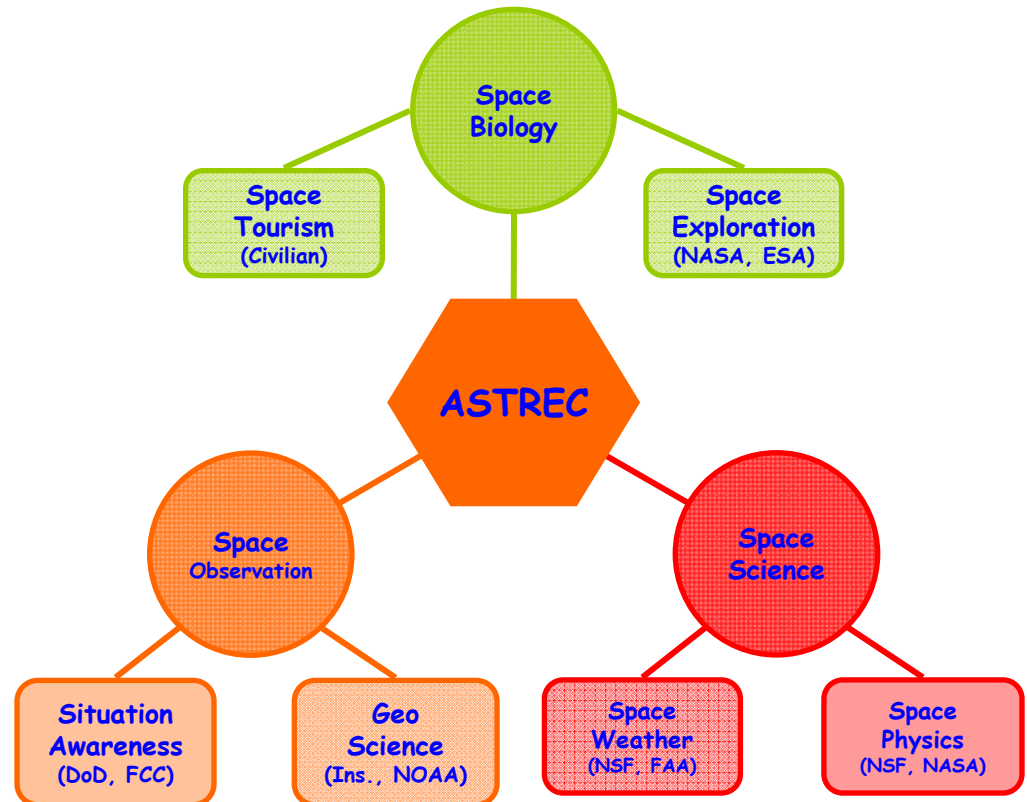 Space
Biology
Space
Tourism
(Civilian)
Space
Exploration
(NASA, ESA)
ASTREC
Space
Observation
Space
Science
Situation
Awareness
(DoD, FCC)
Geo
Science
(Ins., NOAA)
Space
Weather
(NSF, FAA)
Space
Physics
(NSF, NASA)